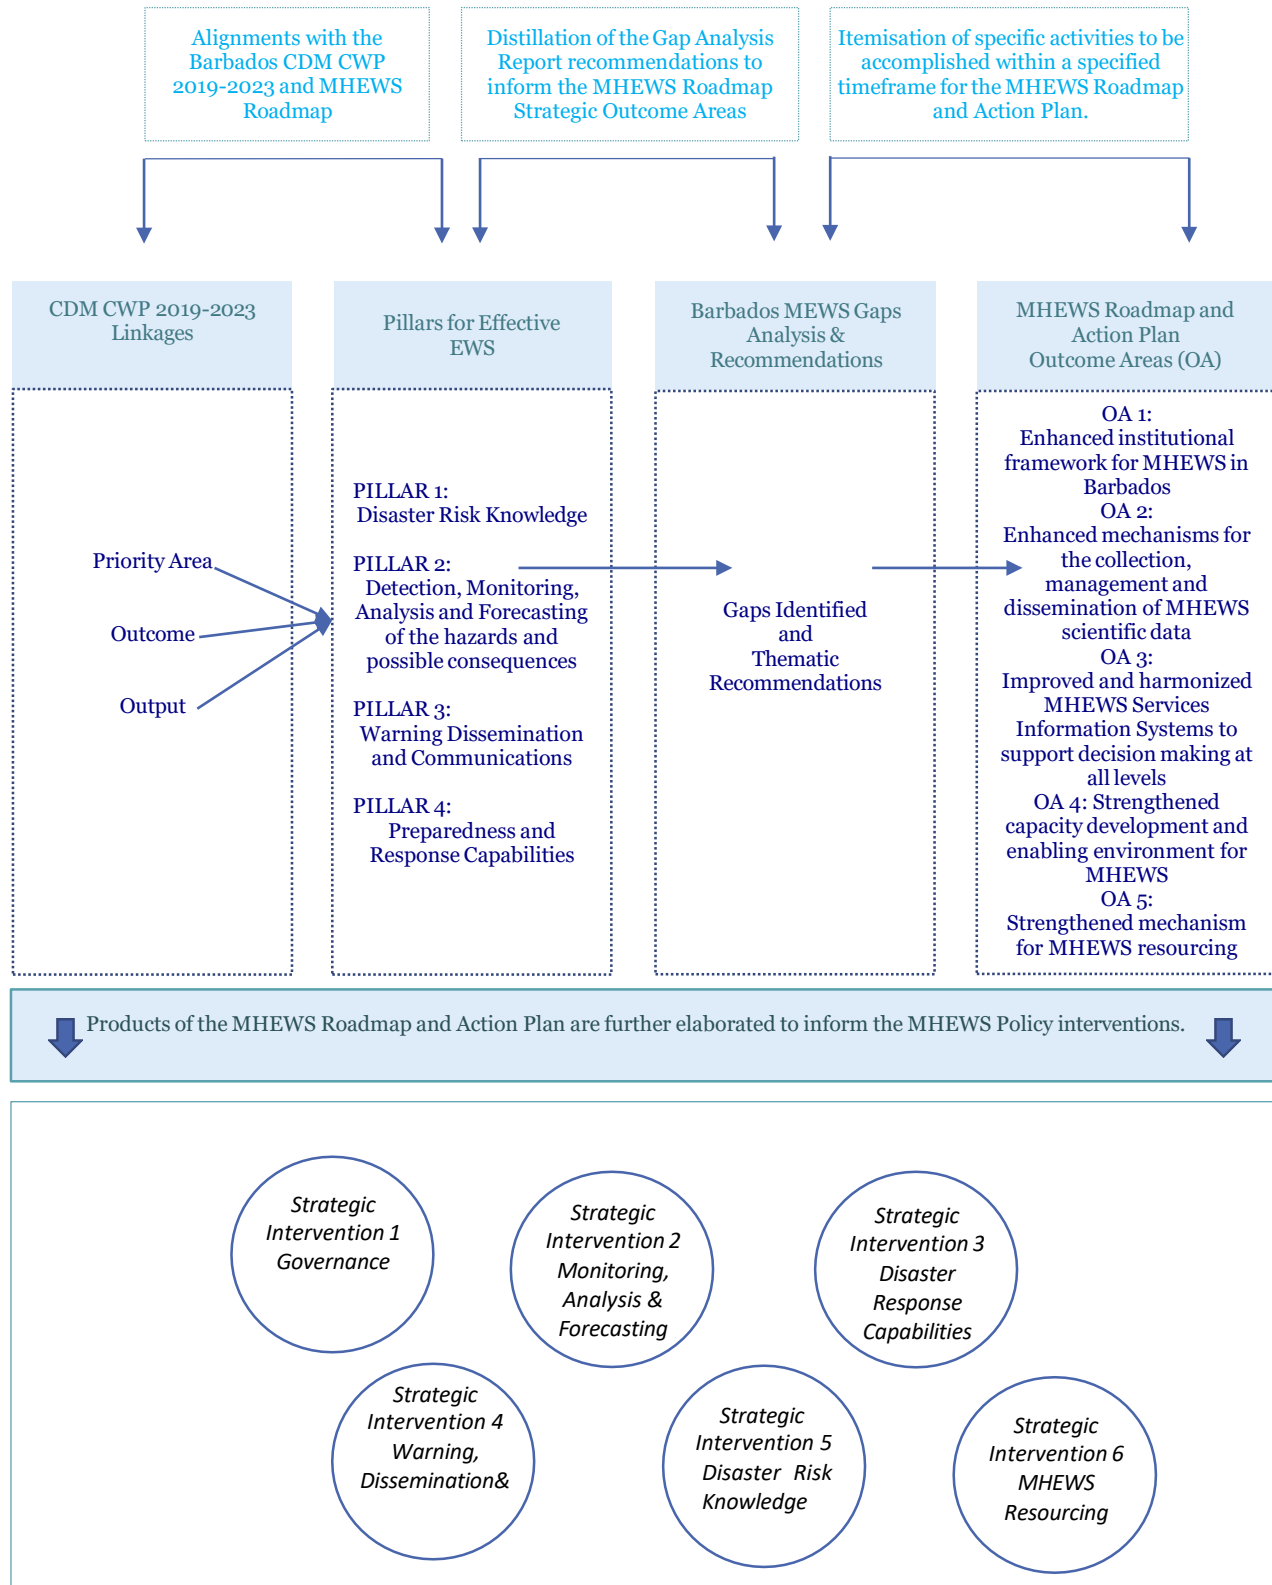 Alignments with the
Barbados CDM CWP
2019-2023 and MHEWS
Roadmap
Distillation of the Gap Analysis
Report recommendations to
inform the MHEWS Roadmap
Strategic Outcome Areas
Itemisation of specific activities to be
accomplished within a specified
timeframe for the MHEWS Roadmap
and Action Plan.
CDM CWP 2019-2023
Linkages
Pillars for Effective
EWS
Barbados MEWS Gaps
Analysis &
Recommendations
MHEWS Roadmap and
Action Plan
Outcome Areas (OA)
Priority Area
Outcome
Output
PILLAR 1:
Disaster Risk Knowledge
PILLAR 2:
Detection, Monitoring,
Analysis and Forecasting
of the hazards and
possible consequences
PILLAR 3:
Warning Dissemination
and Communications
PILLAR 4:
Preparedness and
Response Capabilities
Gaps Identified
and
Thematic
Recommendations
OA 1:
Enhanced institutional
framework for MHEWS in
Barbados
OA 2:
Enhanced mechanisms for
the collection,
management and
dissemination of MHEWS
scientific data
OA 3:
Improved and harmonized
MHEWS Services
Information Systems to
support decision making at
all levels
OA 4: Strengthened
capacity development and
enabling environment for
MHEWS
OA 5:
Strengthened mechanism
for MHEWS resourcing
Products of the MHEWS Roadmap and Action Plan are further elaborated to inform the MHEWS Policy interventions.
Strategic
Intervention 1
Governance
Strategic
Intervention 2
Monitoring,
Analysis &
Forecasting
Strategic
Intervention 3
Disaster
Response
Capabilities
Strategic
Intervention 4
Warning,
Dissemination&
Strategic
Intervention 5
Disaster Risk
Knowledge
Strategic
Intervention 6
MHEWS
Resourcing